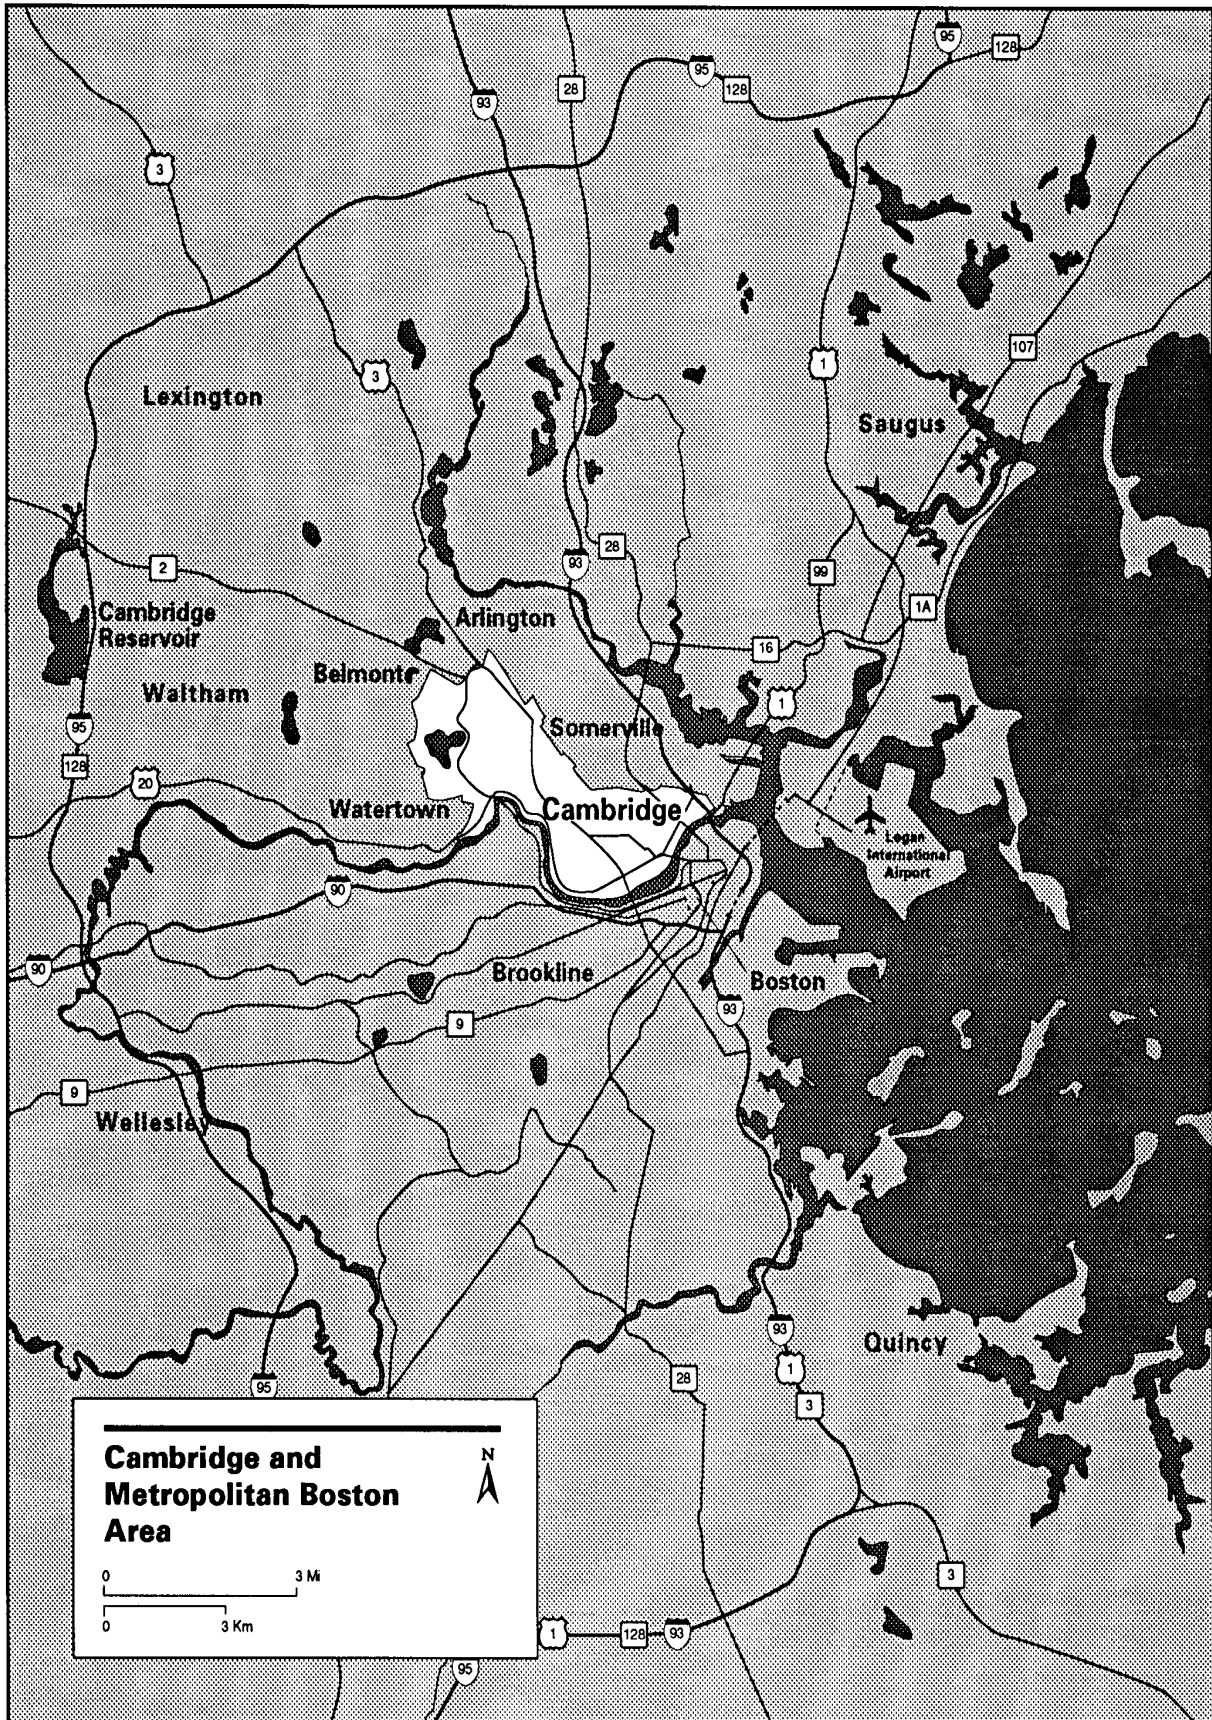 95
128
95
28
128
93
3
107
1
3
Lexington
Saugus
28
93
2
99
1A
Cambridge
Reservoir
Arlington
16
Belmont
Waltham
1
Somerville
95
128
20
Watertown
Cambridge
Logan
International
Airport
90
90
Brookline
Boston
93
9
9
Wellesley
93
Quincy
1
28
95
3
Cambridge and
Metropolitan Boston
Area
N
0 3 Mi
0 3 Km
3
1
128
93
95